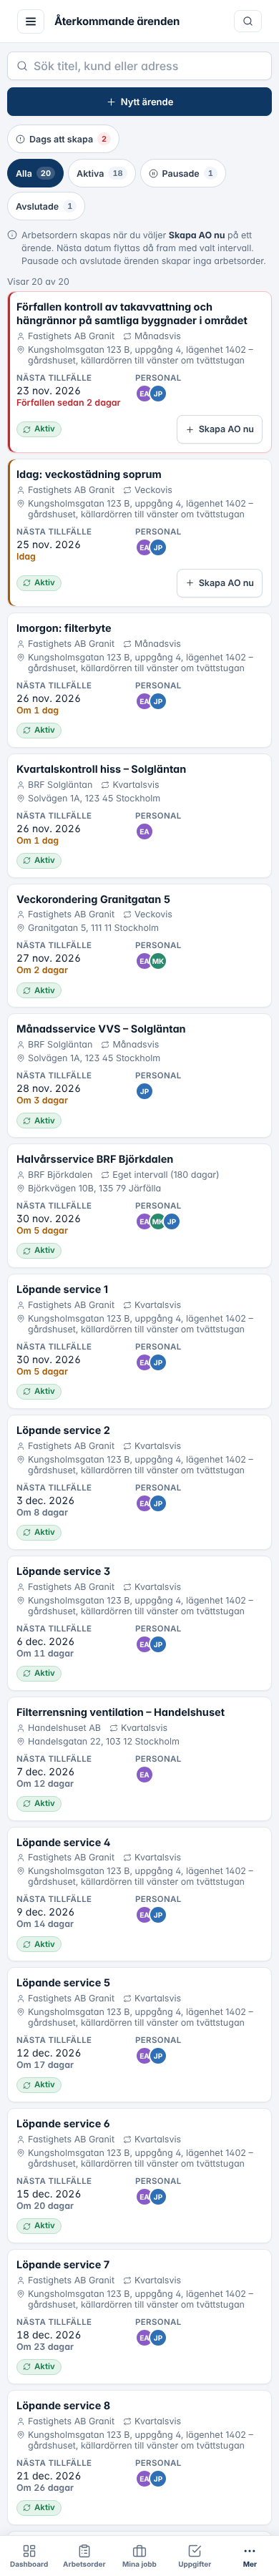 Återkommande ärenden
Sök titel, kund eller adress
Nytt ärende
Dags att skapa 2
Alla 20 Aktiva 18 Pausade 1
Avslutade 1
Arbetsordern skapas när du väljer Skapa AO nu på ett
ärende. Nästa datum flyttas då fram med valt intervall.
Pausade och avslutade ärenden skapar inga arbetsorder.
Visar 20 av 20
Förfallen kontroll av takavvattning och
hängrännor på samtliga byggnader i området
Fastighets AB Granit Månadsvis
Kungsholmsgatan 123 B, uppgång 4, lägenhet 1402 –
gårdshuset, källardörren till vänster om tvättstugan
NÄSTA TILLFÄLLE PERSONAL
23 nov. 2026 EA JP
Förfallen sedan 2 dagar
Aktiv Skapa AO nu
Idag: veckostädning soprum
Fastighets AB Granit Veckovis
Kungsholmsgatan 123 B, uppgång 4, lägenhet 1402 –
gårdshuset, källardörren till vänster om tvättstugan
NÄSTA TILLFÄLLE PERSONAL
25 nov. 2026 EA JP
Idag
Aktiv Skapa AO nu
Imorgon: filterbyte
Fastighets AB Granit Månadsvis
Kungsholmsgatan 123 B, uppgång 4, lägenhet 1402 –
gårdshuset, källardörren till vänster om tvättstugan
NÄSTA TILLFÄLLE PERSONAL
26 nov. 2026 EA JP
Om 1 dag
Aktiv
Kvartalskontroll hiss – Solgläntan
BRF Solgläntan Kvartalsvis
Solvägen 1A, 123 45 Stockholm
NÄSTA TILLFÄLLE PERSONAL
26 nov. 2026 EA
Om 1 dag
Aktiv
Veckorondering Granitgatan 5
Fastighets AB Granit Veckovis
Granitgatan 5, 111 11 Stockholm
NÄSTA TILLFÄLLE PERSONAL
27 nov. 2026 EA MK
Om 2 dagar
Aktiv
Månadsservice VVS – Solgläntan
BRF Solgläntan Månadsvis
Solvägen 1A, 123 45 Stockholm
NÄSTA TILLFÄLLE PERSONAL
28 nov. 2026 JP
Om 3 dagar
Aktiv
Halvårsservice BRF Björkdalen
BRF Björkdalen Eget intervall (180 dagar)
Björkvägen 10B, 135 79 Järfälla
NÄSTA TILLFÄLLE PERSONAL
30 nov. 2026 EA MK JP
Om 5 dagar
Aktiv
Löpande service 1
Fastighets AB Granit Kvartalsvis
Kungsholmsgatan 123 B, uppgång 4, lägenhet 1402 –
gårdshuset, källardörren till vänster om tvättstugan
NÄSTA TILLFÄLLE PERSONAL
30 nov. 2026 EA JP
Om 5 dagar
Aktiv
Löpande service 2
Fastighets AB Granit Kvartalsvis
Kungsholmsgatan 123 B, uppgång 4, lägenhet 1402 –
gårdshuset, källardörren till vänster om tvättstugan
NÄSTA TILLFÄLLE PERSONAL
3 dec. 2026 EA JP
Om 8 dagar
Aktiv
Löpande service 3
Fastighets AB Granit Kvartalsvis
Kungsholmsgatan 123 B, uppgång 4, lägenhet 1402 –
gårdshuset, källardörren till vänster om tvättstugan
NÄSTA TILLFÄLLE PERSONAL
6 dec. 2026 EA JP
Om 11 dagar
Aktiv
Filterrensning ventilation – Handelshuset
Handelshuset AB Kvartalsvis
Handelsgatan 22, 103 12 Stockholm
NÄSTA TILLFÄLLE PERSONAL
7 dec. 2026 EA
Om 12 dagar
Aktiv
Löpande service 4
Fastighets AB Granit Kvartalsvis
Kungsholmsgatan 123 B, uppgång 4, lägenhet 1402 –
gårdshuset, källardörren till vänster om tvättstugan
NÄSTA TILLFÄLLE PERSONAL
9 dec. 2026 EA JP
Om 14 dagar
Aktiv
Löpande service 5
Fastighets AB Granit Kvartalsvis
Kungsholmsgatan 123 B, uppgång 4, lägenhet 1402 –
gårdshuset, källardörren till vänster om tvättstugan
NÄSTA TILLFÄLLE PERSONAL
12 dec. 2026 EA JP
Om 17 dagar
Aktiv
Löpande service 6
Fastighets AB Granit Kvartalsvis
Kungsholmsgatan 123 B, uppgång 4, lägenhet 1402 –
gårdshuset, källardörren till vänster om tvättstugan
NÄSTA TILLFÄLLE PERSONAL
15 dec. 2026 EA JP
Om 20 dagar
Aktiv
Löpande service 7
Fastighets AB Granit Kvartalsvis
Kungsholmsgatan 123 B, uppgång 4, lägenhet 1402 –
gårdshuset, källardörren till vänster om tvättstugan
NÄSTA TILLFÄLLE PERSONAL
18 dec. 2026 EA JP
Om 23 dagar
Aktiv
Löpande service 8
Fastighets AB Granit Kvartalsvis
Kungsholmsgatan 123 B, uppgång 4, lägenhet 1402 –
gårdshuset, källardörren till vänster om tvättstugan
NÄSTA TILLFÄLLE PERSONAL
21 dec. 2026 EA JP
Om 26 dagar
Aktiv
Dashboard Arbetsorder Mina jobb Uppgifter Mer